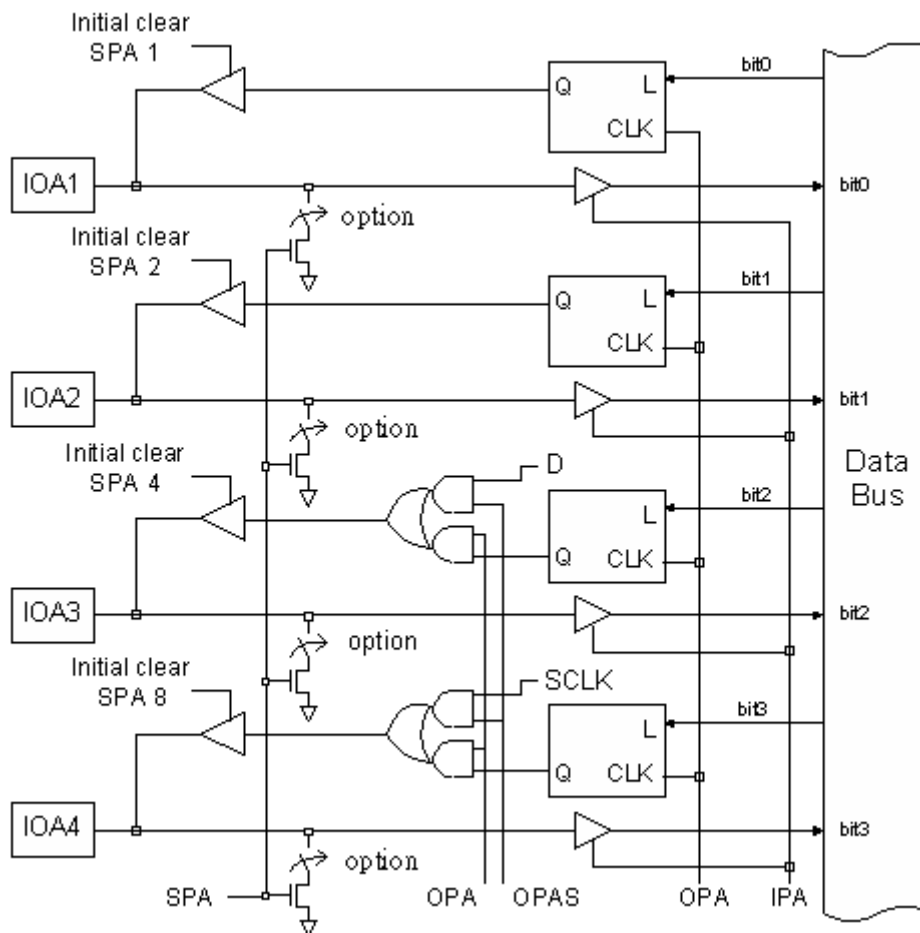 Initial clear
SPA 1
Q
L
CLK
bit0
IOA1
bit0
option
Initial clear
SPA 2
Q
L
CLK
bit1
IOA2
bit1
option
Initial clear
SPA 4
D
Q
L
CLK
bit2
Data
Bus
IOA3
bit2
option
Initial clear
SPA 8
SCLK
Q
L
CLK
bit3
IOA4
bit3
option
SPA
OPA
OPAS
OPA
IPA